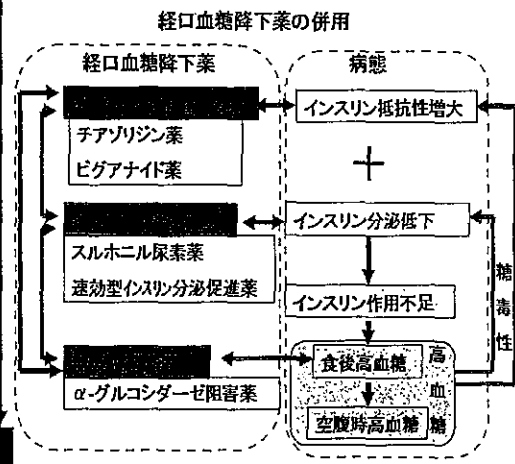 経口血糖降下薬の併用
経口血糖降下薬
病態
インスリン抵抗性増大
チアゾリジン薬
ビグアナイド薬
インスリン分泌低下
スルホニル尿素薬
速効型インスリン分泌促進薬
インスリン作用不足
糖毒性
食後高血糖
高血糖
α-グルコシダーゼ阻害薬
空腹時高血糖